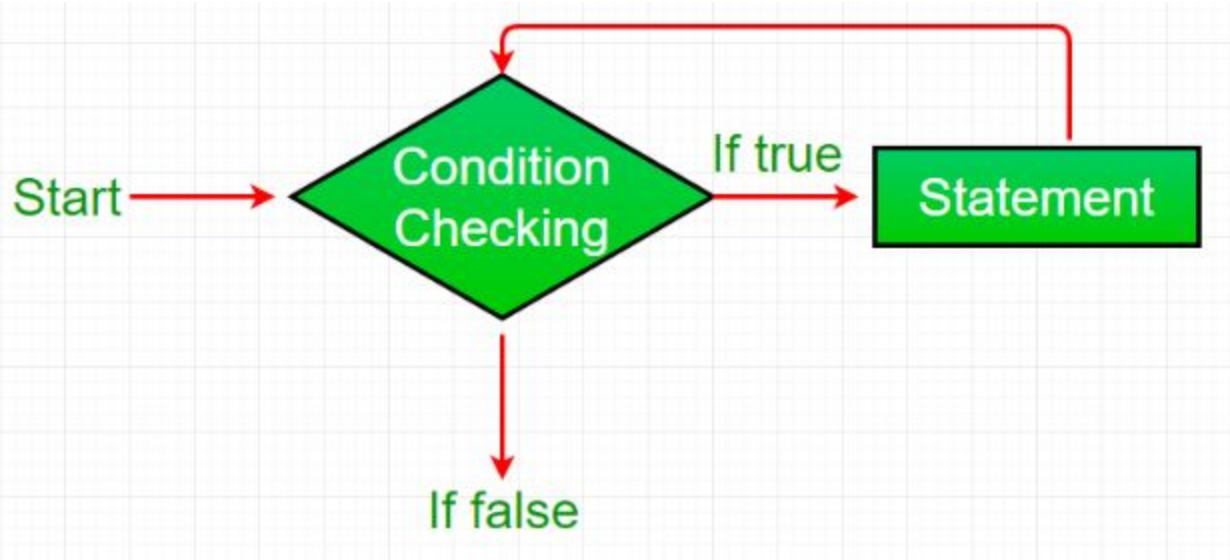 Start
Condition
Checking
If true
Statement
If false